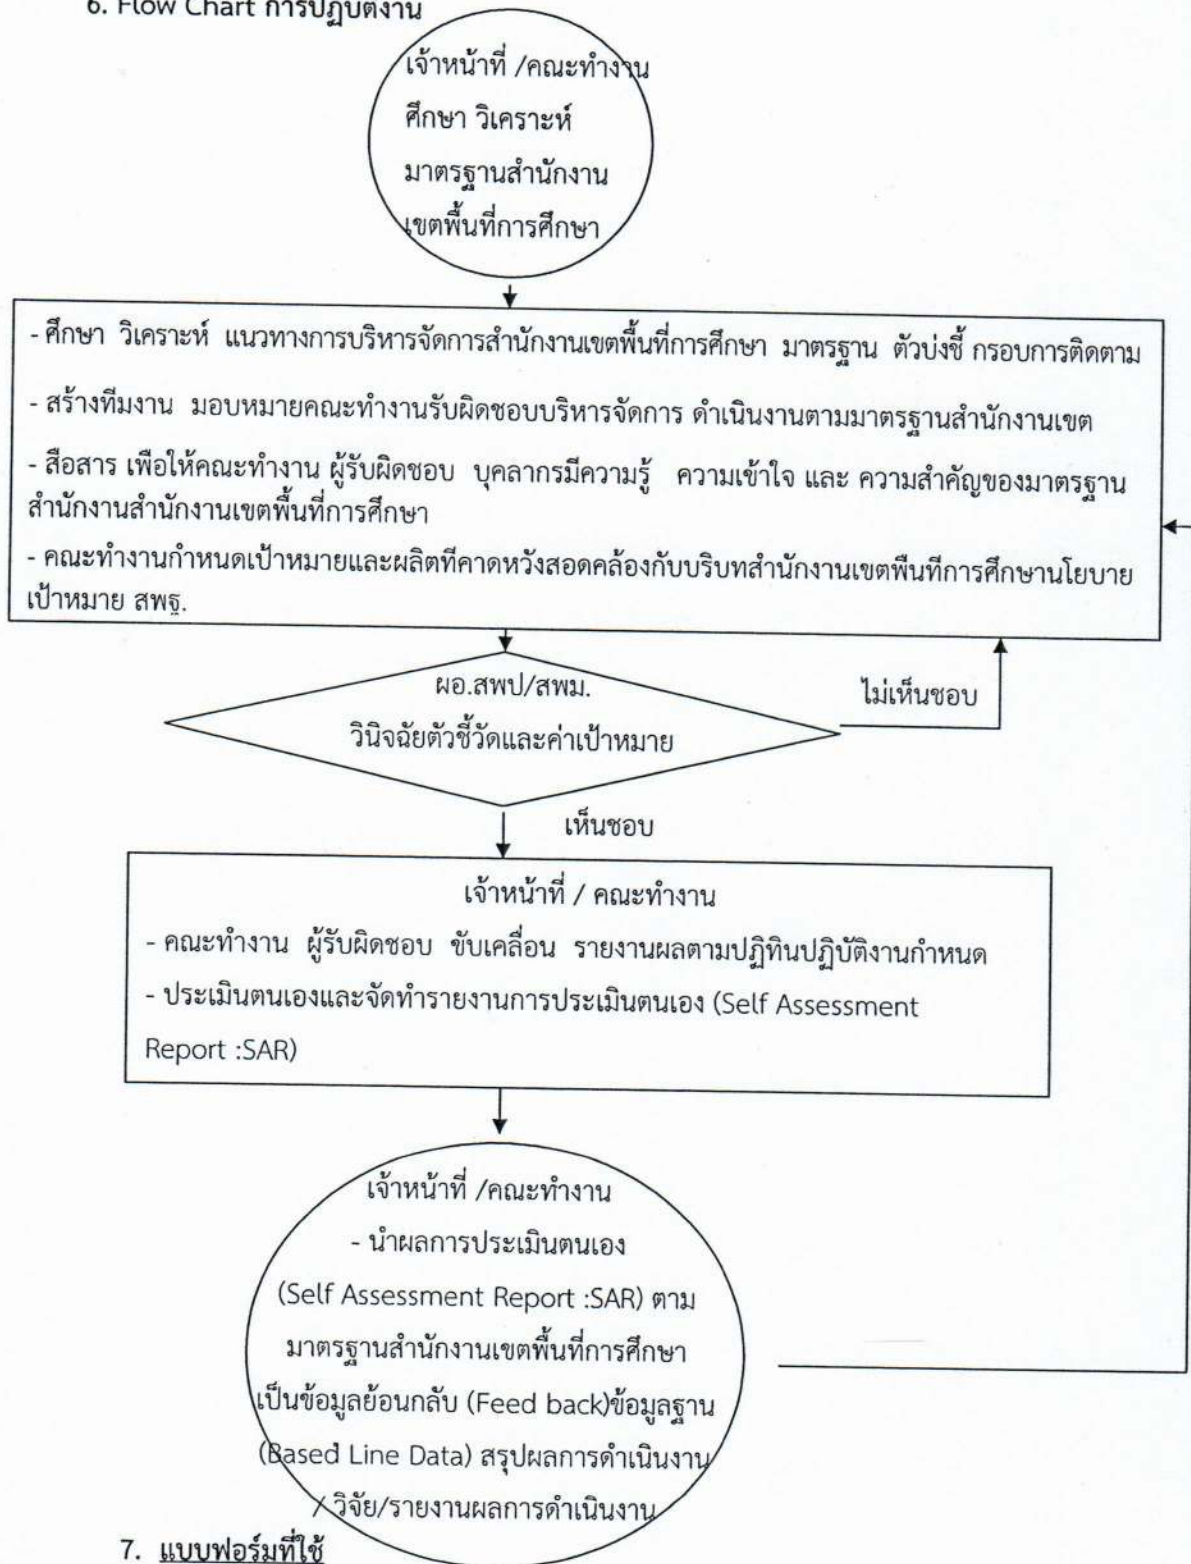 6. Flow Chart การปฏิบัติงาน
เจ้าหน้าที่ /คณะทำงาน
ศึกษา วิเคราะห์
มาตรฐานสำนักงาน
เขตพื้นที่การศึกษา
- ศึกษา วิเคราะห์ แนวทางการบริหารจัดการสำนักงานเขตพื้นที่การศึกษา มาตรฐาน ตัวบ่งชี้ กรอบการติดตาม
- สร้างทีมงาน มอบหมายคณะทำงานรับผิดชอบบริหารจัดการ ดำเนินงานตามมาตรฐานสำนักงานเขต
- สื่อสาร เพื่อให้คณะทำงาน ผู้รับผิดชอบ บุคลากรมีความรู้ ความเข้าใจ และ ความสำคัญของมาตรฐาน
สำนักงานสำนักงานเขตพื้นที่การศึกษา
- คณะทำงานกำหนดเป้าหมายและผลิตที่คาดหวังสอดคล้องกับบริบทสำนักงานเขตพื้นที่การศึกษานโยบาย
เป้าหมาย สพฐ.
ผอ.สพป/สพม.
วินิจฉัยตัวชี้วัดและค่าเป้าหมาย
ไม่เห็นชอบ
เห็นชอบ
เจ้าหน้าที่ / คณะทำงาน
- คณะทำงาน ผู้รับผิดชอบ ขับเคลื่อน รายงานผลตามปฏิทินปฏิบัติงานกำหนด
- ประเมินตนเองและจัดทำรายงานการประเมินตนเอง (Self Assessment
Report :SAR)
เจ้าหน้าที่ /คณะทำงาน
- นำผลการประเมินตนเอง
(Self Assessment Report :SAR) ตาม
มาตรฐานสำนักงานเขตพื้นที่การศึกษา
เป็นข้อมูลย้อนกลับ (Feed back)ข้อมูลฐาน
(Based Line Data) สรุปผลการดำเนินงาน
/ วิจัย/รายงานผลการดำเนินงาน
7. แบบฟอร์มที่ใช้